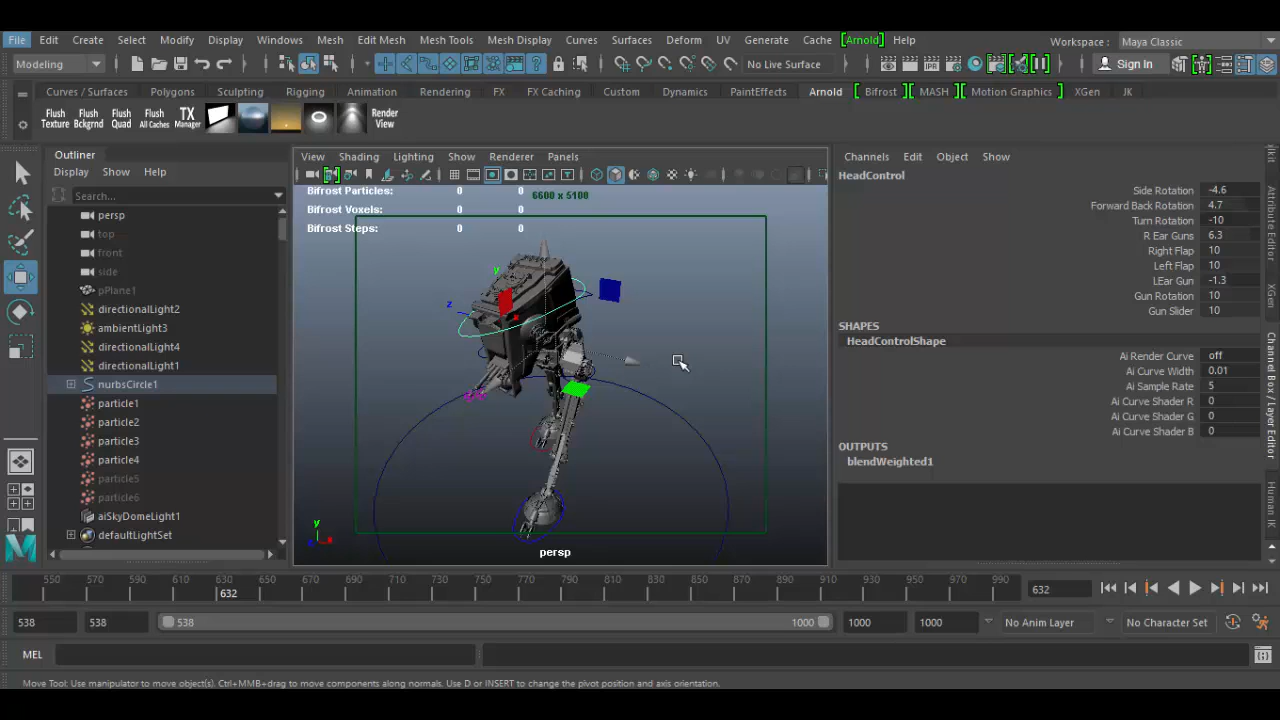 File Edit Create Select Modify Display Windows Mesh Edit Mesh Mesh Tools Mesh Display Curves Surfaces Deform UV Generate Cache [Arnold] Help Workspace : Maya Classic
Modeling No Live Surface Sign In
Curves / Surfaces Polygons Sculpting Rigging Animation Rendering FX FX Caching Custom Dynamics PaintEffects Arnold Bifrost MASH Motion Graphics XGen JK
Flush Texture
Flush Bckgrnd
Flush Quad
Flush All Caches
TX Manager
Render View
Outliner
Display Show Help
Search...
persp
top
front
side
pPlane1
directionalLight2
ambientLight3
directionalLight4
directionalLight1
nurbsCircle1
particle1
particle2
particle3
particle4
particle5
particle6
aiSkyDomeLight1
defaultLightSet
View Shading Lighting Show Renderer Panels
Bifrost Particles: 0 0
6600 x 5100
Bifrost Voxels: 0 0
Bifrost Steps: 0 0
y
z
y
persp
Channels Edit Object Show
HeadControl
Side Rotation -4.6
Forward Back Rotation 4.7
Turn Rotation -10
R Ear Guns 6.3
Right Flap 10
Left Flap 10
LEar Gun -1.3
Gun Rotation 10
Gun Slider 10
SHAPES
HeadControlShape
Ai Render Curve off
Ai Curve Width 0.01
Ai Sample Rate 5
Ai Curve Shader R 0
Ai Curve Shader G 0
Ai Curve Shader B 0
OUTPUTS
blendWeighted1
Attribute Editor
XGen
Channel Box / Layer Editor
Human IK
550 570 590 610 630 650 670 690 710 730 750 770 790 810 830 850 870 890 910 930 950 970 990
632
632
538 538 538 1000 1000 1000 No Anim Layer No Character Set
MEL
Move Tool: Use manipulator to move object(s). Ctrl+MMB+drag to move components along normals. Use D or INSERT to change the pivot position and axis orientation.